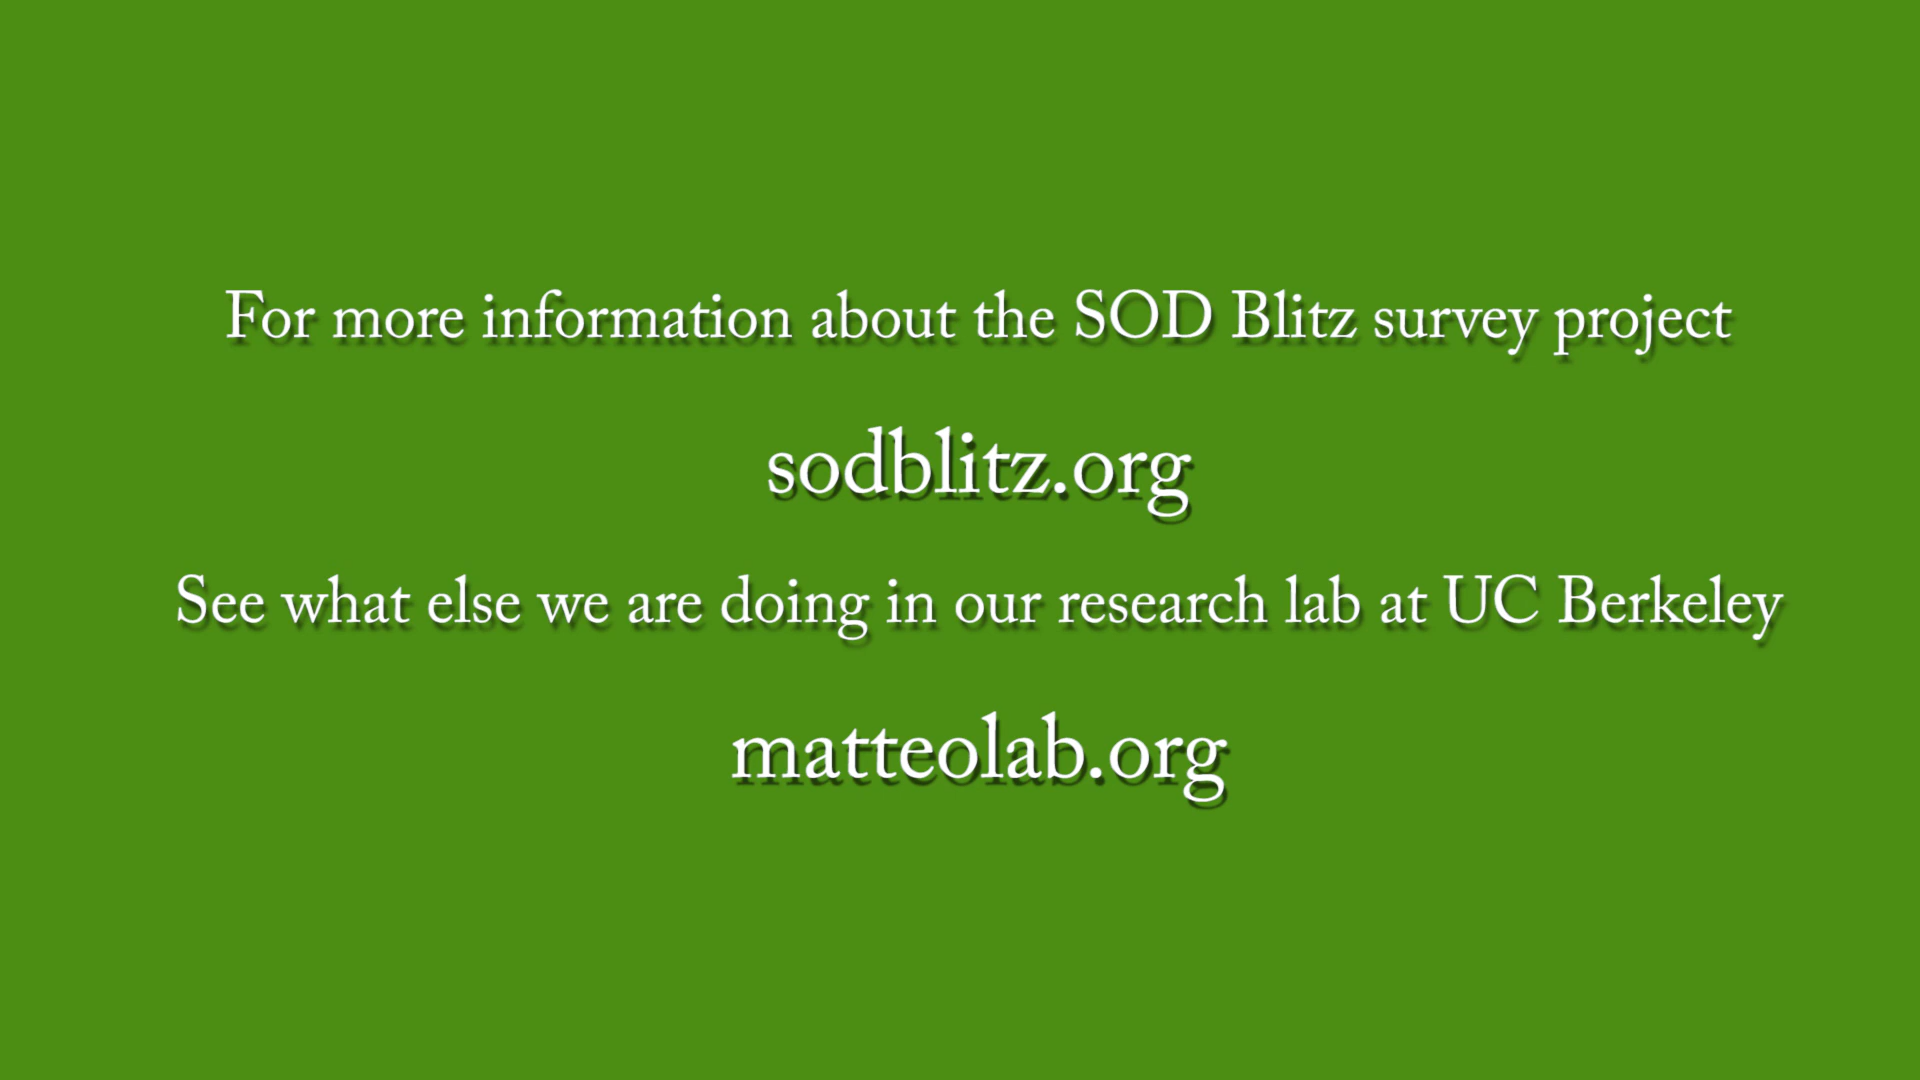 For more information about the SOD Blitz survey project
sodblitz.org
See what else we are doing in our research lab at UC Berkeley
matteolab.org